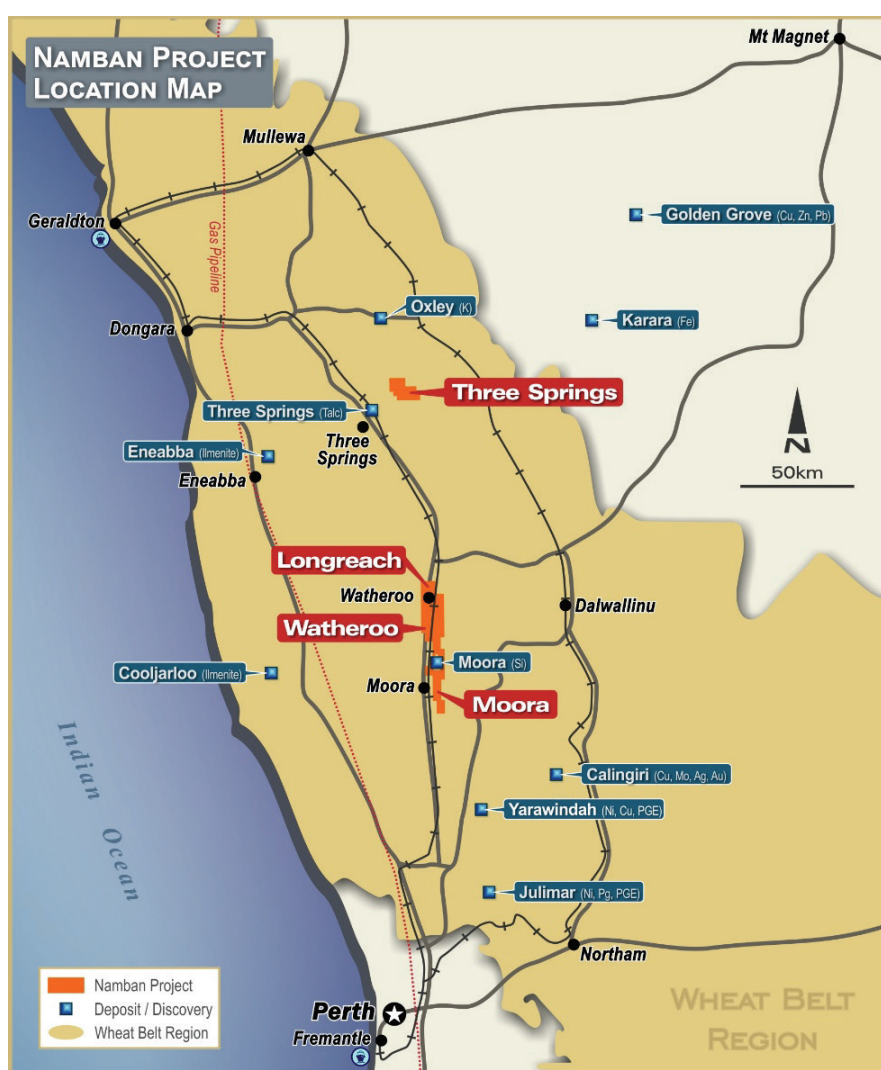 NAMBAN PROJECT
LOCATION MAP
Mt Magnet
Mullewa
Geraldton
Gas Pipeline
Golden Grove (Cu, Zn, Pb)
Oxley (K)
Karara (Fe)
Dongara
Three Springs
N
50km
Three Springs (Talc)
Three
Springs
Eneabba (Ilmenite)
Eneabba
Longreach
Watheroo
Dalwallinu
Watheroo
Moora (Si)
Cooljarloo (Ilmenite)
Moora
Moora
Indian Ocean
Calingiri (Cu, Mo, Ag, Au)
Yarawindah (Ni, Cu, PGE)
Julimar (Ni, Pg, PGE)
Northam
Namban Project
Deposit / Discovery
Wheat Belt Region
Perth
Fremantle
WHEAT BELT
REGION